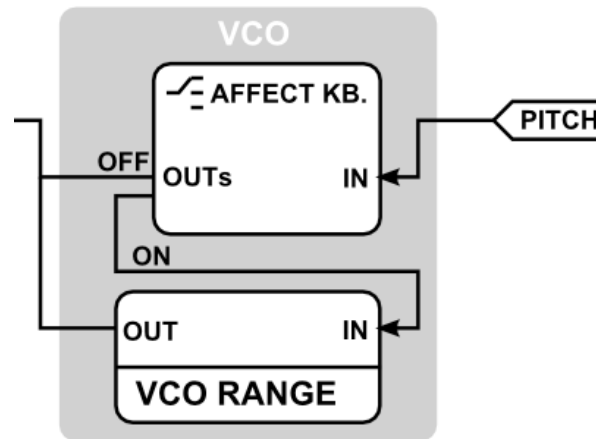 VCO
AFFECT KB.
PITCH
OFF
OUTs
IN
ON
OUT
IN
VCO RANGE